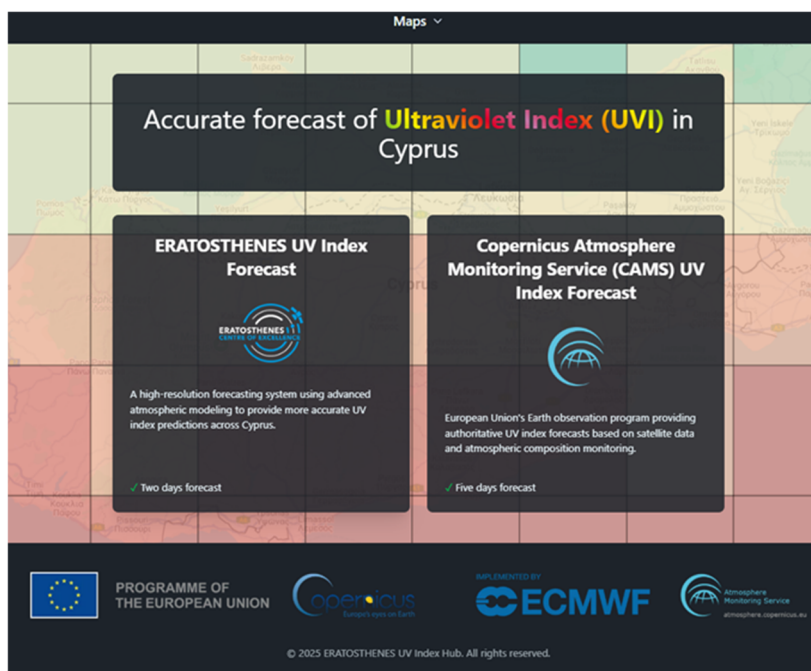 Maps
Accurate forecast of Ultraviolet Index (UVI) in
Cyprus
ERATOSTHENES UV Index
Forecast
ERATOSTHENES
CENTRE OF EXCELLENCE
A high-resolution forecasting system using advanced
atmospheric modeling to provide more accurate UV
index predictions across Cyprus.
✓ Two days forecast
Copernicus Atmosphere
Monitoring Service (CAMS) UV
Index Forecast
European Union's Earth observation program providing
authoritative UV index forecasts based on satellite data
and atmospheric composition monitoring.
✓ Five days forecast
Λευκωσία
Cyprus
PROGRAMME OF
THE EUROPEAN UNION
opernicus
Europe's eyes on Earth
IMPLEMENTED BY
ECMWF
Atmosphere
Monitoring Service
atmosphere.copernicus.eu
© 2025 ERATOSTHENES UV Index Hub. All rights reserved.